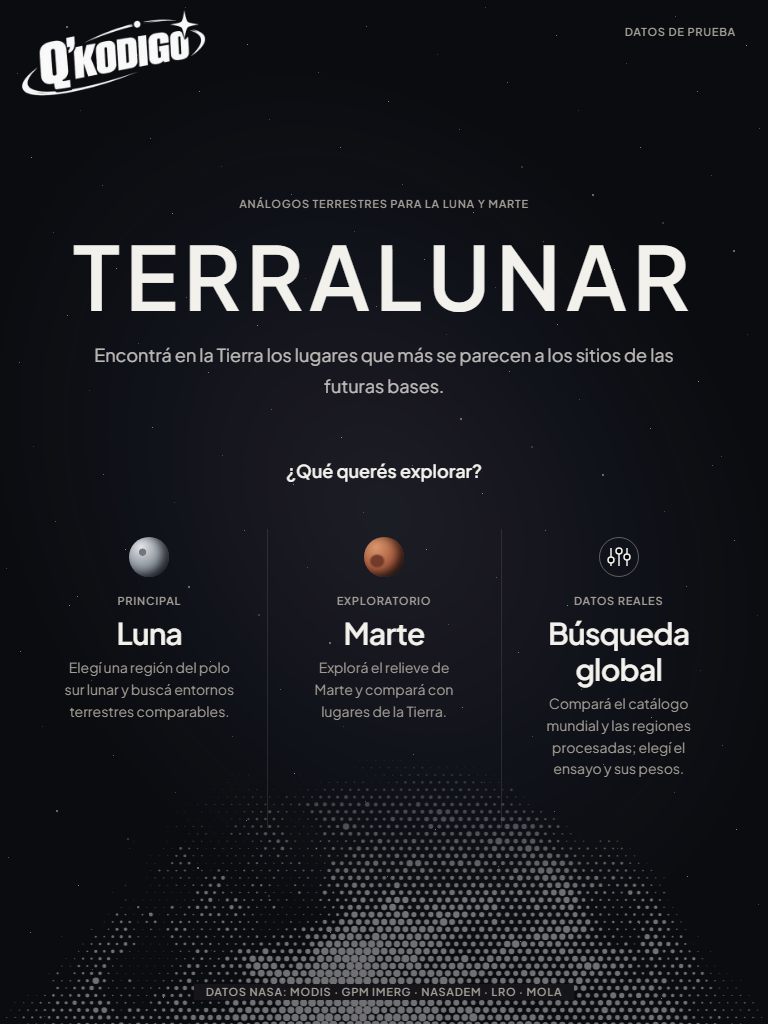 Q'KODIGO
DATOS DE PRUEBA
ANÁLOGOS TERRESTRES PARA LA LUNA Y MARTE
TERRALUNAR
Encontrá en la Tierra los lugares que más se parecen a los sitios de las
futuras bases.
¿Qué querés explorar?
PRINCIPAL
Luna
Elegí una región del polo
sur lunar y buscá entornos
terrestres comparables.
EXPLORATORIO
Marte
Explorá el relieve de
Marte y compará con
lugares de la Tierra.
DATOS REALES
Búsqueda
global
Compará el catálogo
mundial y las regiones
procesadas; elegí el
ensayo y sus pesos.
DATOS NASA: MODIS · GPM IMERG · NASADEM · LRO · MOLA